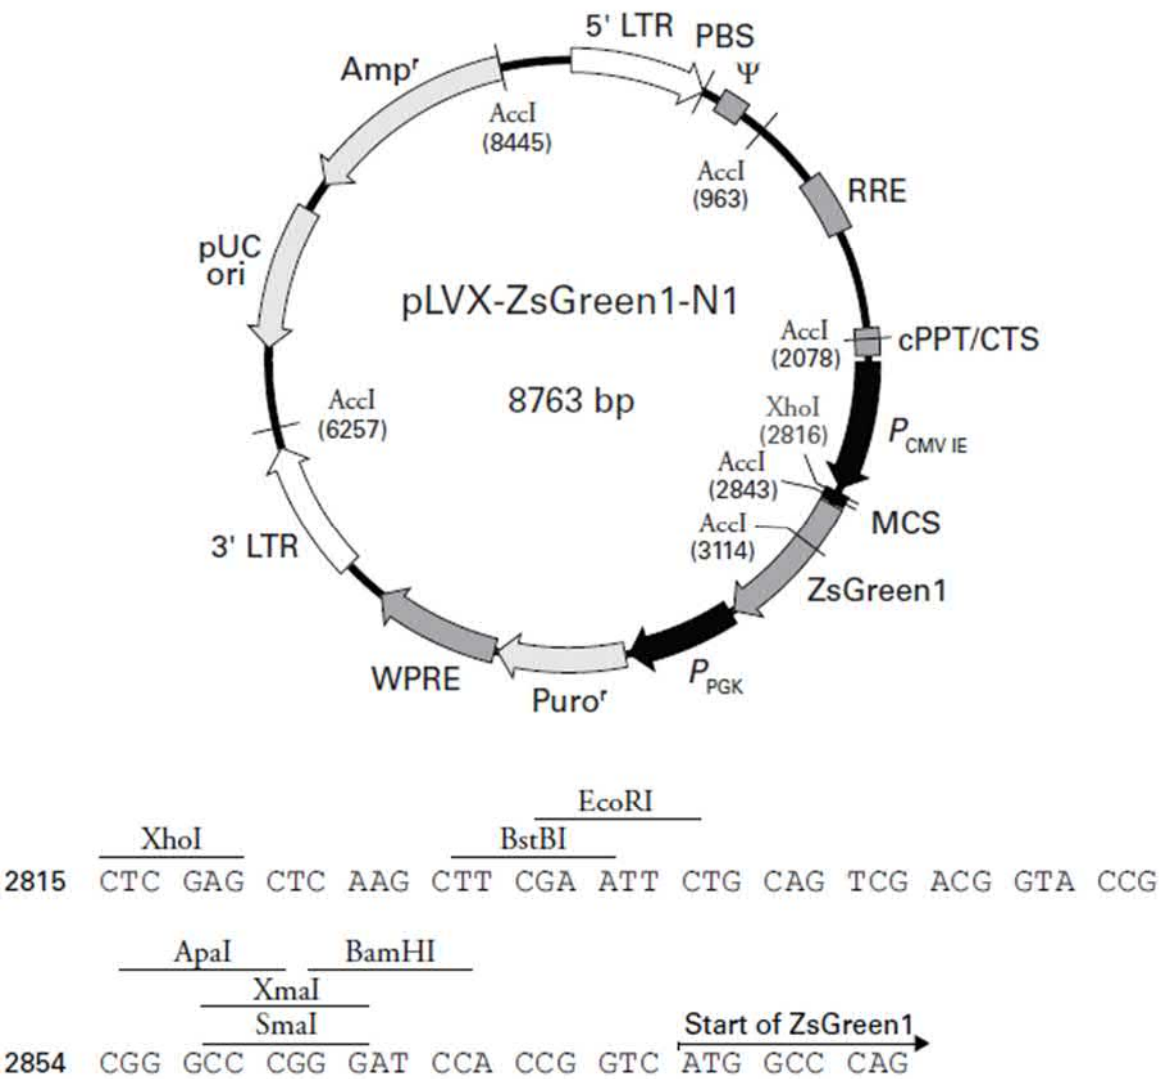 5' LTR
PBS
Ψ
Ampʳ
AccI
(8445)
AccI
(963)
RRE
pUC
ori
pLVX-ZsGreen1-N1
8763 bp
AccI
(2078)
cPPT/CTS
XhoI
(2816)
P CMV IE
AccI
(6257)
AccI
(2843)
MCS
AccI
(3114)
3' LTR
ZsGreen1
WPRE
Puroʳ
P PGK
EcoRI
XhoI BstBI
2815 CTC GAG CTC AAG CTT CGA ATT CTG CAG TCG ACG GTA CCG
ApaI BamHI
XmaI
SmaI Start of ZsGreen1
2854 CGG GCC CGG GAT CCA CCG GTC ATG GCC CAG